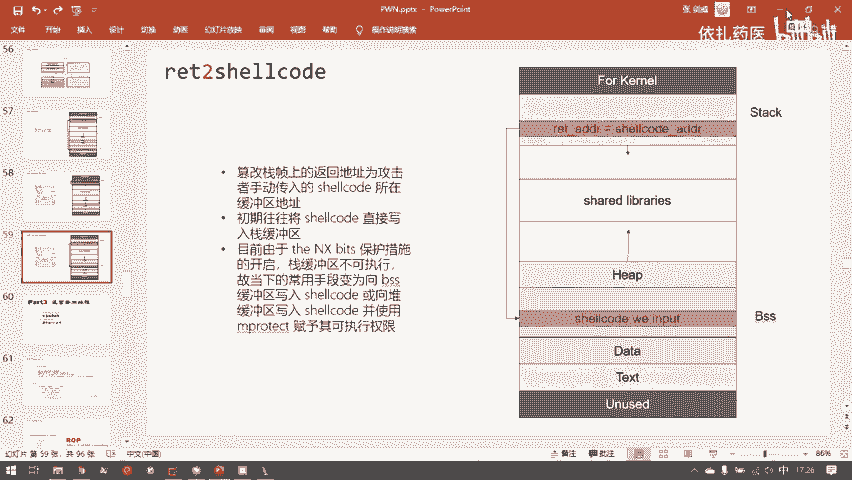 PWN.pptx - PowerPoint
文件
开始
插入
设计
切换
动画
幻灯片放映
审阅
视图
帮助
操作说明搜索
依扎药医
bilibili
56
57
58
59
60
61
62
ROP
ret2shellcode
• 篡改栈帧上的返回地址为攻击
者手动传入的 shellcode 所在
缓冲区地址
• 初期往往将 shellcode 直接写
入栈缓冲区
• 目前由于 the NX bits 保护措施
的开启，栈缓冲区不可执行，
故当下的常用手段变为向 bss
缓冲区写入 shellcode 或向堆
缓冲区写入 shellcode 并使用
mprotect 赋予其可执行权限
For Kernel
Stack
ret_addr = shellcode_addr
shared libraries
Heap
shellcode we input
Bss
Data
Text
Unused
幻灯片 第 59 张，共 96 张
中文(中国)
备注
批注
86%
中
17:26